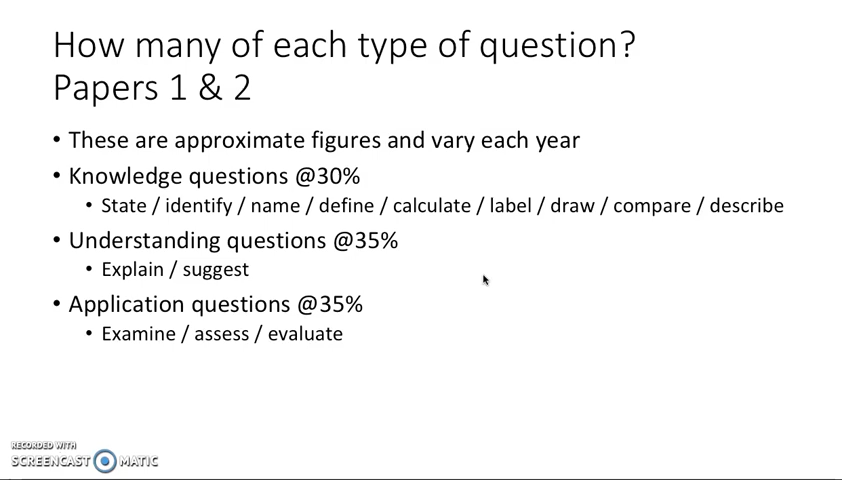 How many of each type of question?
Papers 1 & 2
• These are approximate figures and vary each year
• Knowledge questions @30%
• State / identify / name / define / calculate / label / draw / compare / describe
• Understanding questions @35%
• Explain / suggest
• Application questions @35%
• Examine / assess / evaluate
RECORDED WITH
SCREENCAST MATIC